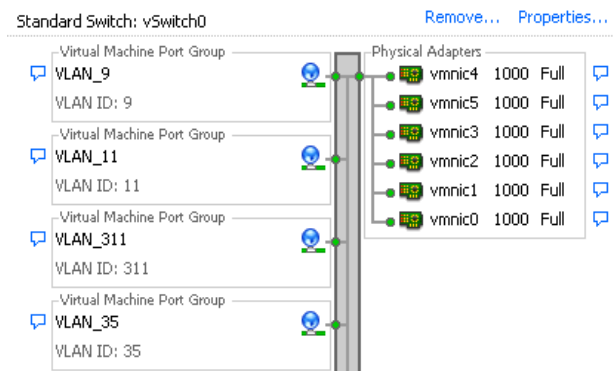 Standard Switch: vSwitch0
Remove... Properties...
Virtual Machine Port Group
VLAN_9
VLAN ID: 9
Virtual Machine Port Group
VLAN_11
VLAN ID: 11
Virtual Machine Port Group
VLAN_311
VLAN ID: 311
Virtual Machine Port Group
VLAN_35
VLAN ID: 35
Physical Adapters
vmnic4 1000 Full
vmnic5 1000 Full
vmnic3 1000 Full
vmnic2 1000 Full
vmnic1 1000 Full
vmnic0 1000 Full